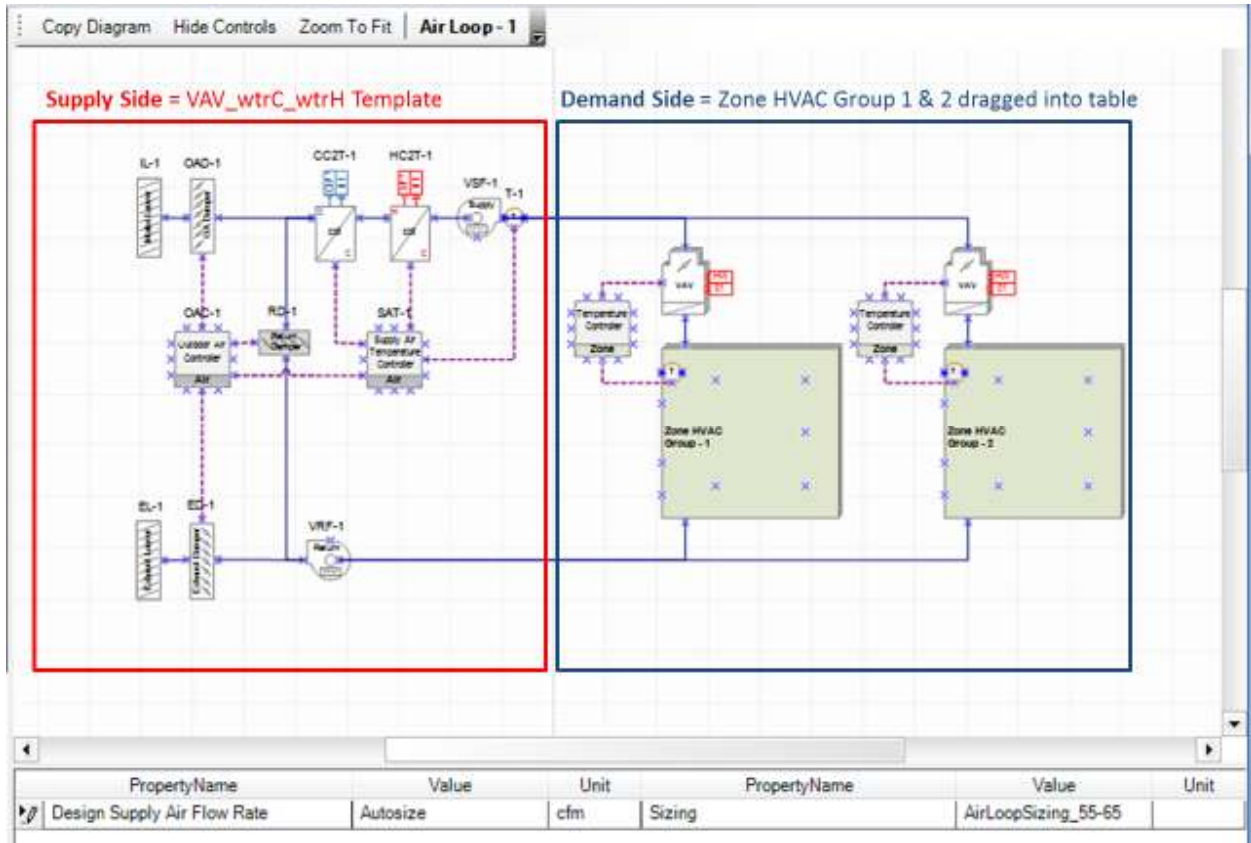 Copy Diagram Hide Controls Zoom To Fit Air Loop - 1
Supply Side = VAV_wtrC_wtrH Template
Demand Side = Zone HVAC Group 1 & 2 dragged into table
IL-1 OAD-1 CC2T-1 HC2T-1 VSF-1 T-1
Supply
VAV VAV
OAC-1 RD-1 SAT-1
Outdoor Air
Controller
Air
Return
Damper
Supply Air
Temperature
Controller
Air
Temperature
Controller
Zone
Temperature
Controller
Zone
T T
Zone HVAC
Group - 1
Zone HVAC
Group - 2
EL-1 ED-1 VRF-1
Exhaust Louver
Exhaust Damper
Return
PropertyName Value Unit PropertyName Value Unit
Design Supply Air Flow Rate Autosize cfm Sizing AirLoopSizing_55-65